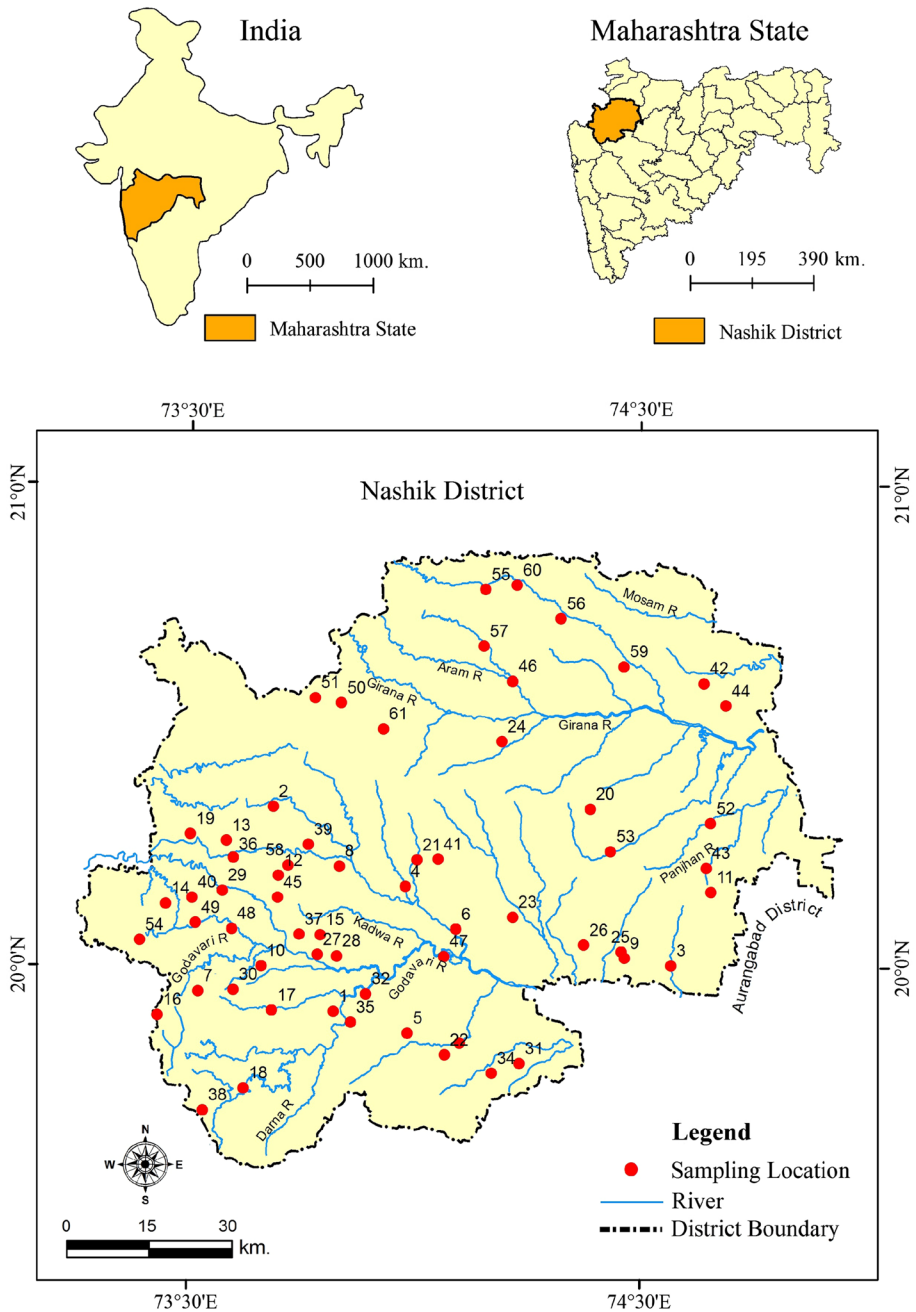 India
Maharashtra State
0 500 1000 km.
0 195 390 km.
Maharashtra State
Nashik District
73°30'E 74°30'E
21°0'N 21°0'N
Nashik District
55 60
Mosam R
56
57
59
Aram R
46
42
51 50
Girana R
44
61
24
Girana R
2
20
52
19 13
39
53
36 58
8
21 41
Panjhan R
43
12
4
11
14 40 29
45
49
48
23
54
37 15
Kadwa R
6
Godavari R
27 28
47
26
25 9
3
Aurangabad District
20°0'N 20°0'N
10
7
30
32
Godavari R
16
17
1
35
5
22
34 31
18
38
Darna R
N
W E
S
Legend
Sampling Location
River
District Boundary
0 15 30
km.
73°30'E 74°30'E